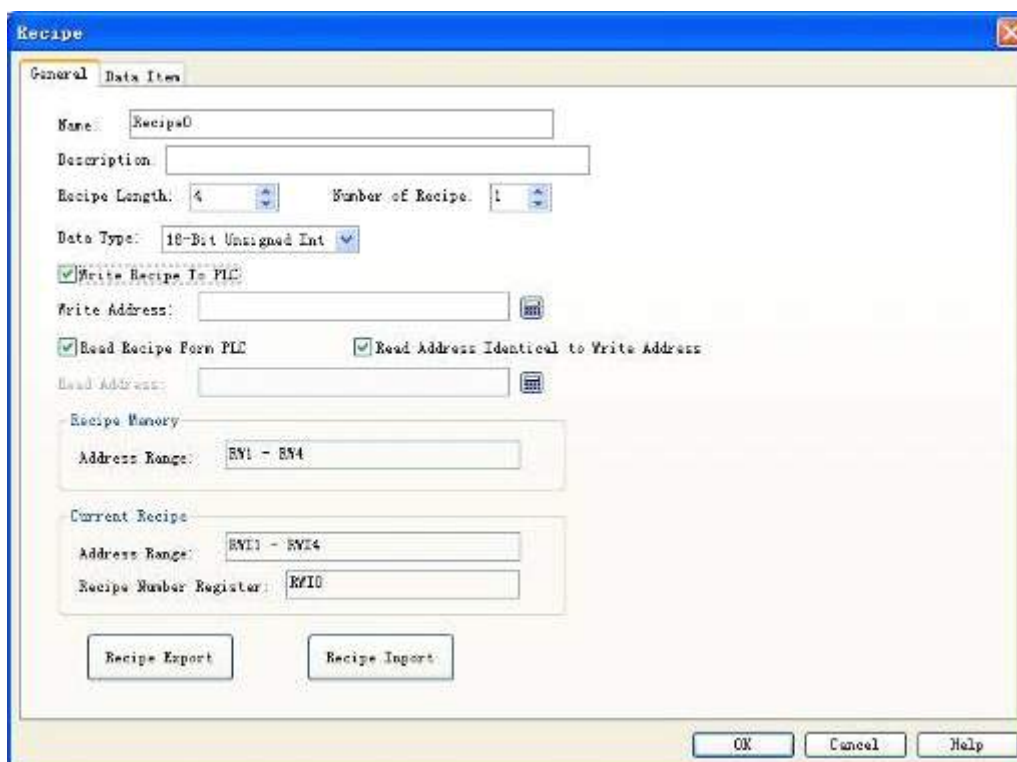 Recipe
General Data Item
Name: Recipe0
Description:
Recipe Length: 4 Number of Recipe: 1
Data Type: 16-Bit Unsigned Int
Write Recipe To PLC
Write Address:
Read Recipe Form PLC Read Address Identical to Write Address
Read Address:
Recipe Memory
Address Range: RW1 - RW4
Current Recipe
Address Range: RWI1 - RWI4
Recipe Number Register: RWI0
Recipe Export Recipe Import
OK Cancel Help